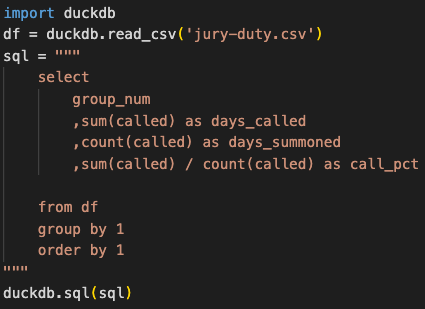 import duckdb
df = duckdb.read_csv('jury-duty.csv')
sql = """
    select
        group_num
        ,sum(called) as days_called
        ,count(called) as days_summoned
        ,sum(called) / count(called) as call_pct

    from df
    group by 1
    order by 1
"""
duckdb.sql(sql)